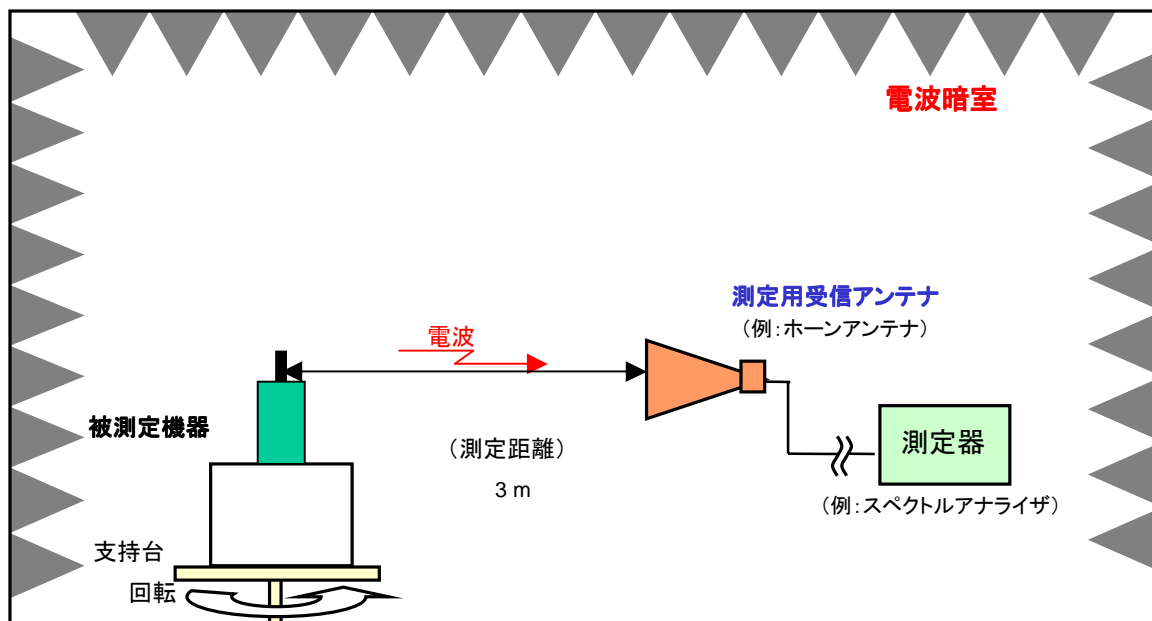 電波暗室
測定用受信アンテナ
（例：ホーンアンテナ）
電波
被測定機器
（測定距離）
3 m
測定器
（例：スペクトルアナライザ）
支持台
回転